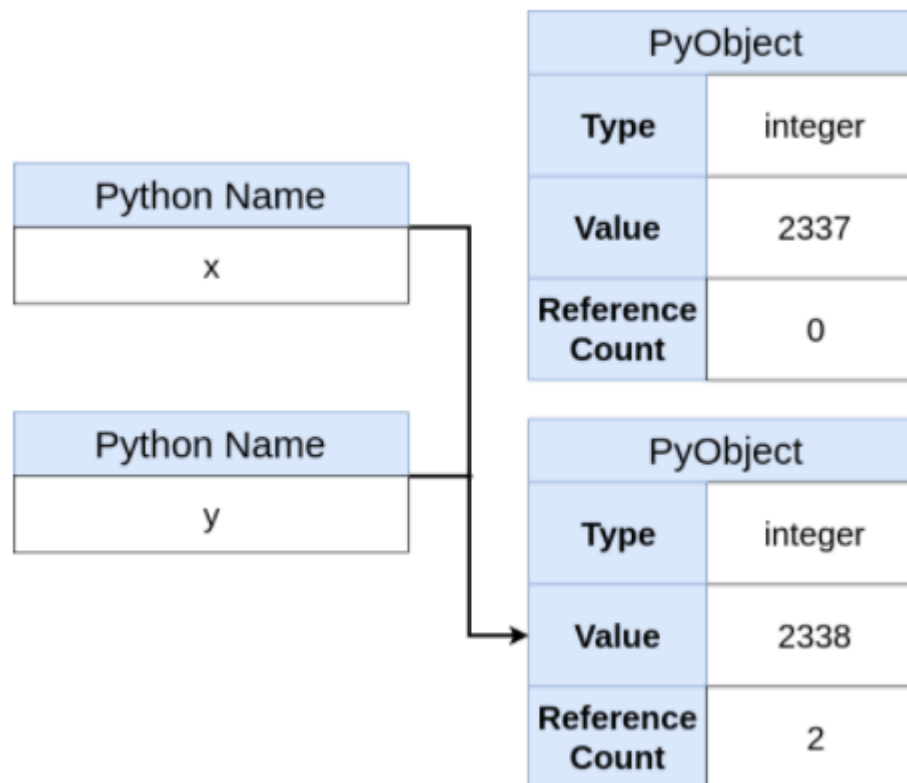 Python Name
x
Python Name
y
PyObject
Type integer
Value 2337
Reference
Count 0
PyObject
Type integer
Value 2338
Reference
Count 2